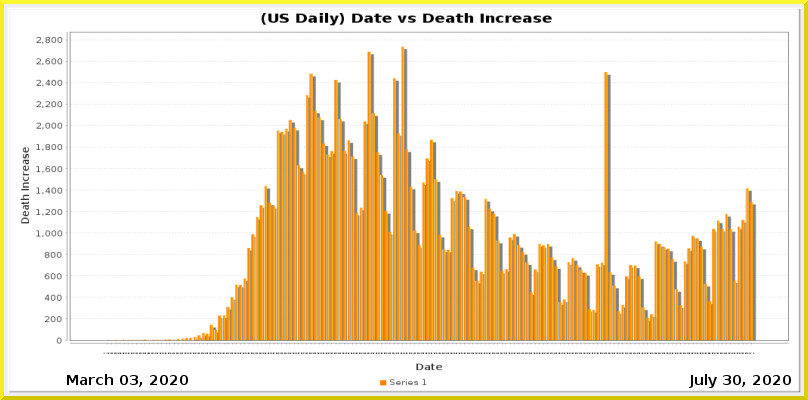 (US Daily) Date vs Death Increase
2,800
2,600
2,400
2,200
2,000
1,800
1,600
1,400
1,200
1,000
800
600
400
200
0
Death Increase
Date
March 03, 2020
July 30, 2020
Series 1